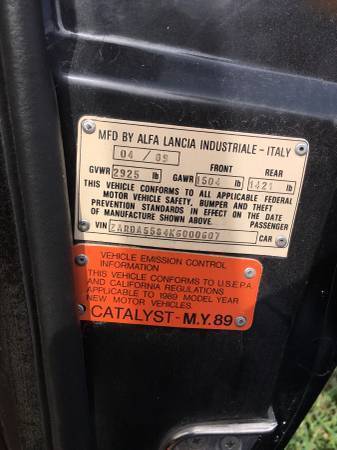 MFD BY ALFA LANCIA INDUSTRIALE - ITALY
04 / 89
FRONT REAR
GVWR 2925 lb GAWR 1504 lb 1421 lb
THIS VEHICLE CONFORMS TO ALL APPLICABLE FEDERAL
MOTOR VEHICLE SAFETY, BUMPER AND THEFT
PREVENTION STANDARDS IN EFFECT ON THE DATE
OF MANUFACTURE SHOWN ABOVE. PASSENGER
VIN ZARDA5584K6000607 CAR
VEHICLE EMISSION CONTROL
INFORMATION
THIS VEHICLE CONFORMS TO U.S.E.P.A.
AND CALIFORNIA REGULATIONS
APPLICABLE TO 1989 MODEL YEAR
NEW MOTOR VEHICLES.
CATALYST - M.Y. 89